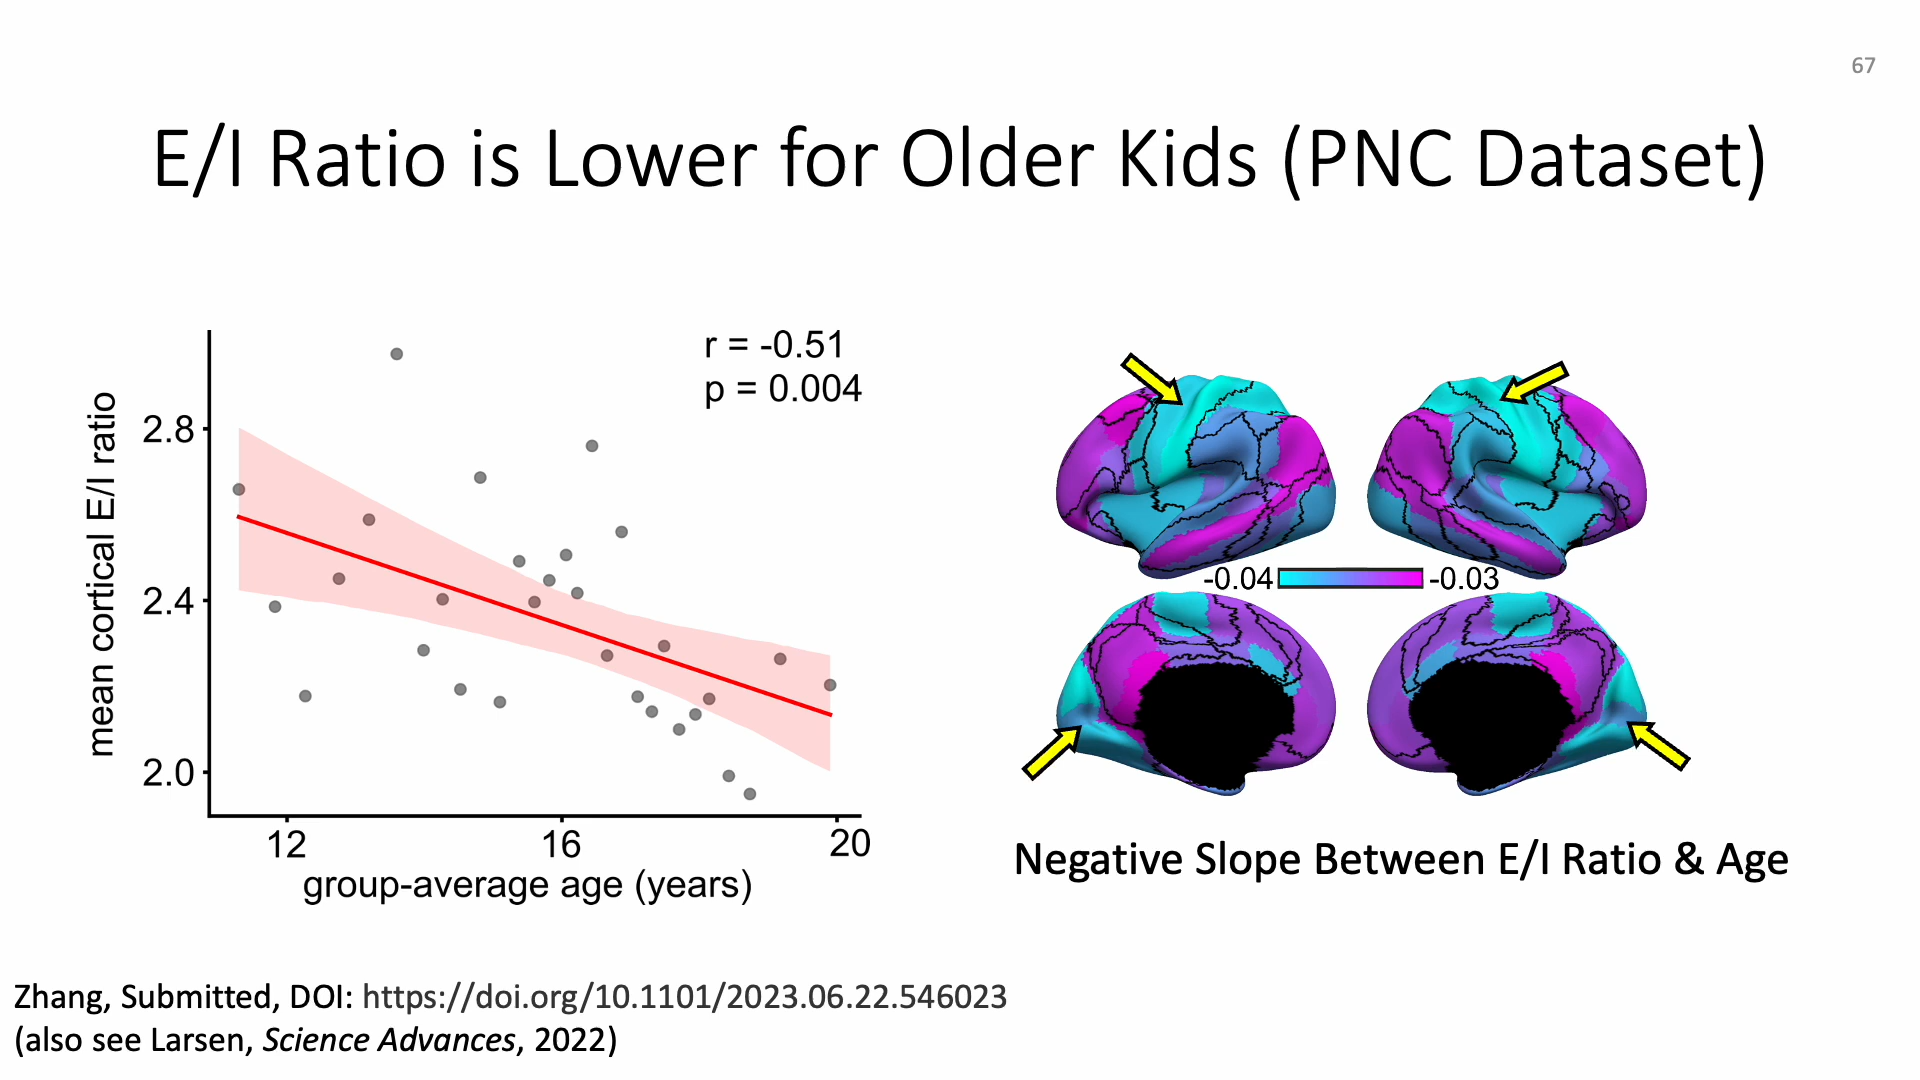 67
E/I Ratio is Lower for Older Kids (PNC Dataset)
r = -0.51
p = 0.004
mean cortical E/I ratio
2.8
2.4
2.0
12 16 20
group-average age (years)
-0.04 -0.03
Negative Slope Between E/I Ratio & Age
Zhang, Submitted, DOI: https://doi.org/10.1101/2023.06.22.546023
(also see Larsen, Science Advances, 2022)